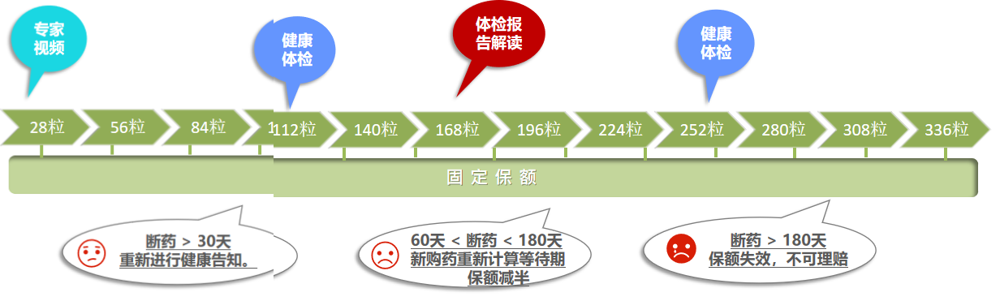 专家
视频
健康
体检
体检报
告解读
健康
体检
28粒
56粒
84粒
1
112粒
140粒
168粒
196粒
224粒
252粒
280粒
308粒
336粒
固定保额
断药 > 30天
重新进行健康告知。
60天 < 断药 < 180天
新购药重新计算等待期
保额减半
断药 > 180天
保额失效，不可理赔